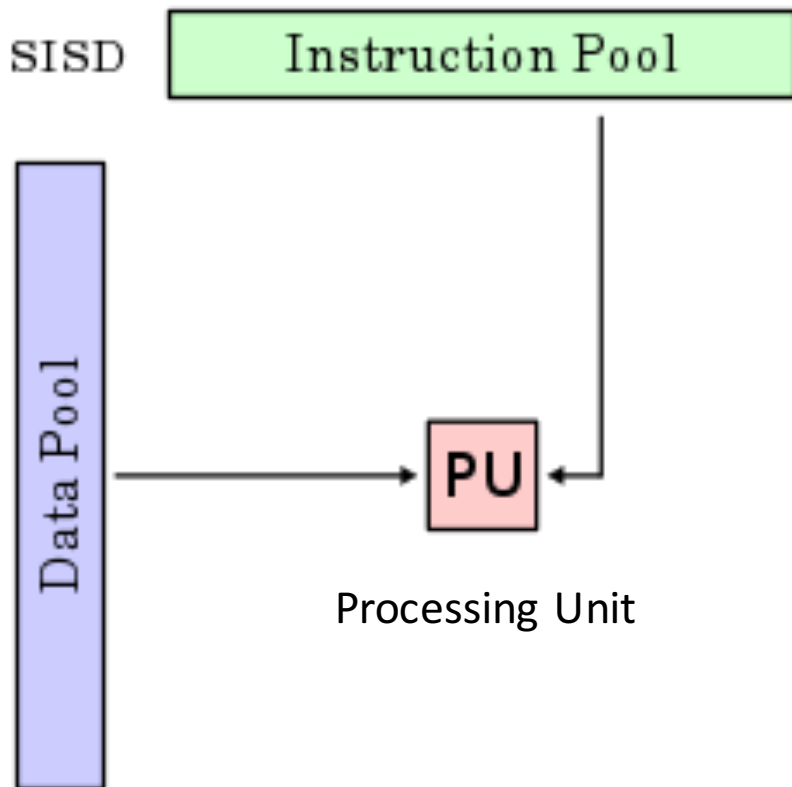 SISD
Instruction Pool
Data Pool
PU
Processing Unit